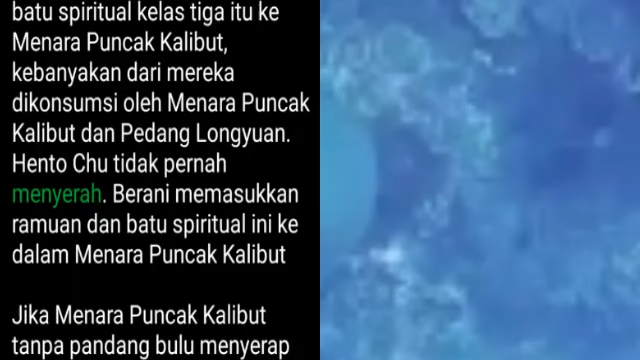 batu spiritual kelas tiga itu ke
Menara Puncak Kalibut,
kebanyakan dari mereka
dikonsumsi oleh Menara Puncak
Kalibut dan Pedang Longyuan.
Hento Chu tidak pernah
menyerah. Berani memasukkan
ramuan dan batu spiritual ini ke
dalam Menara Puncak Kalibut
Jika Menara Puncak Kalibut
tanpa pandang bulu menyerap